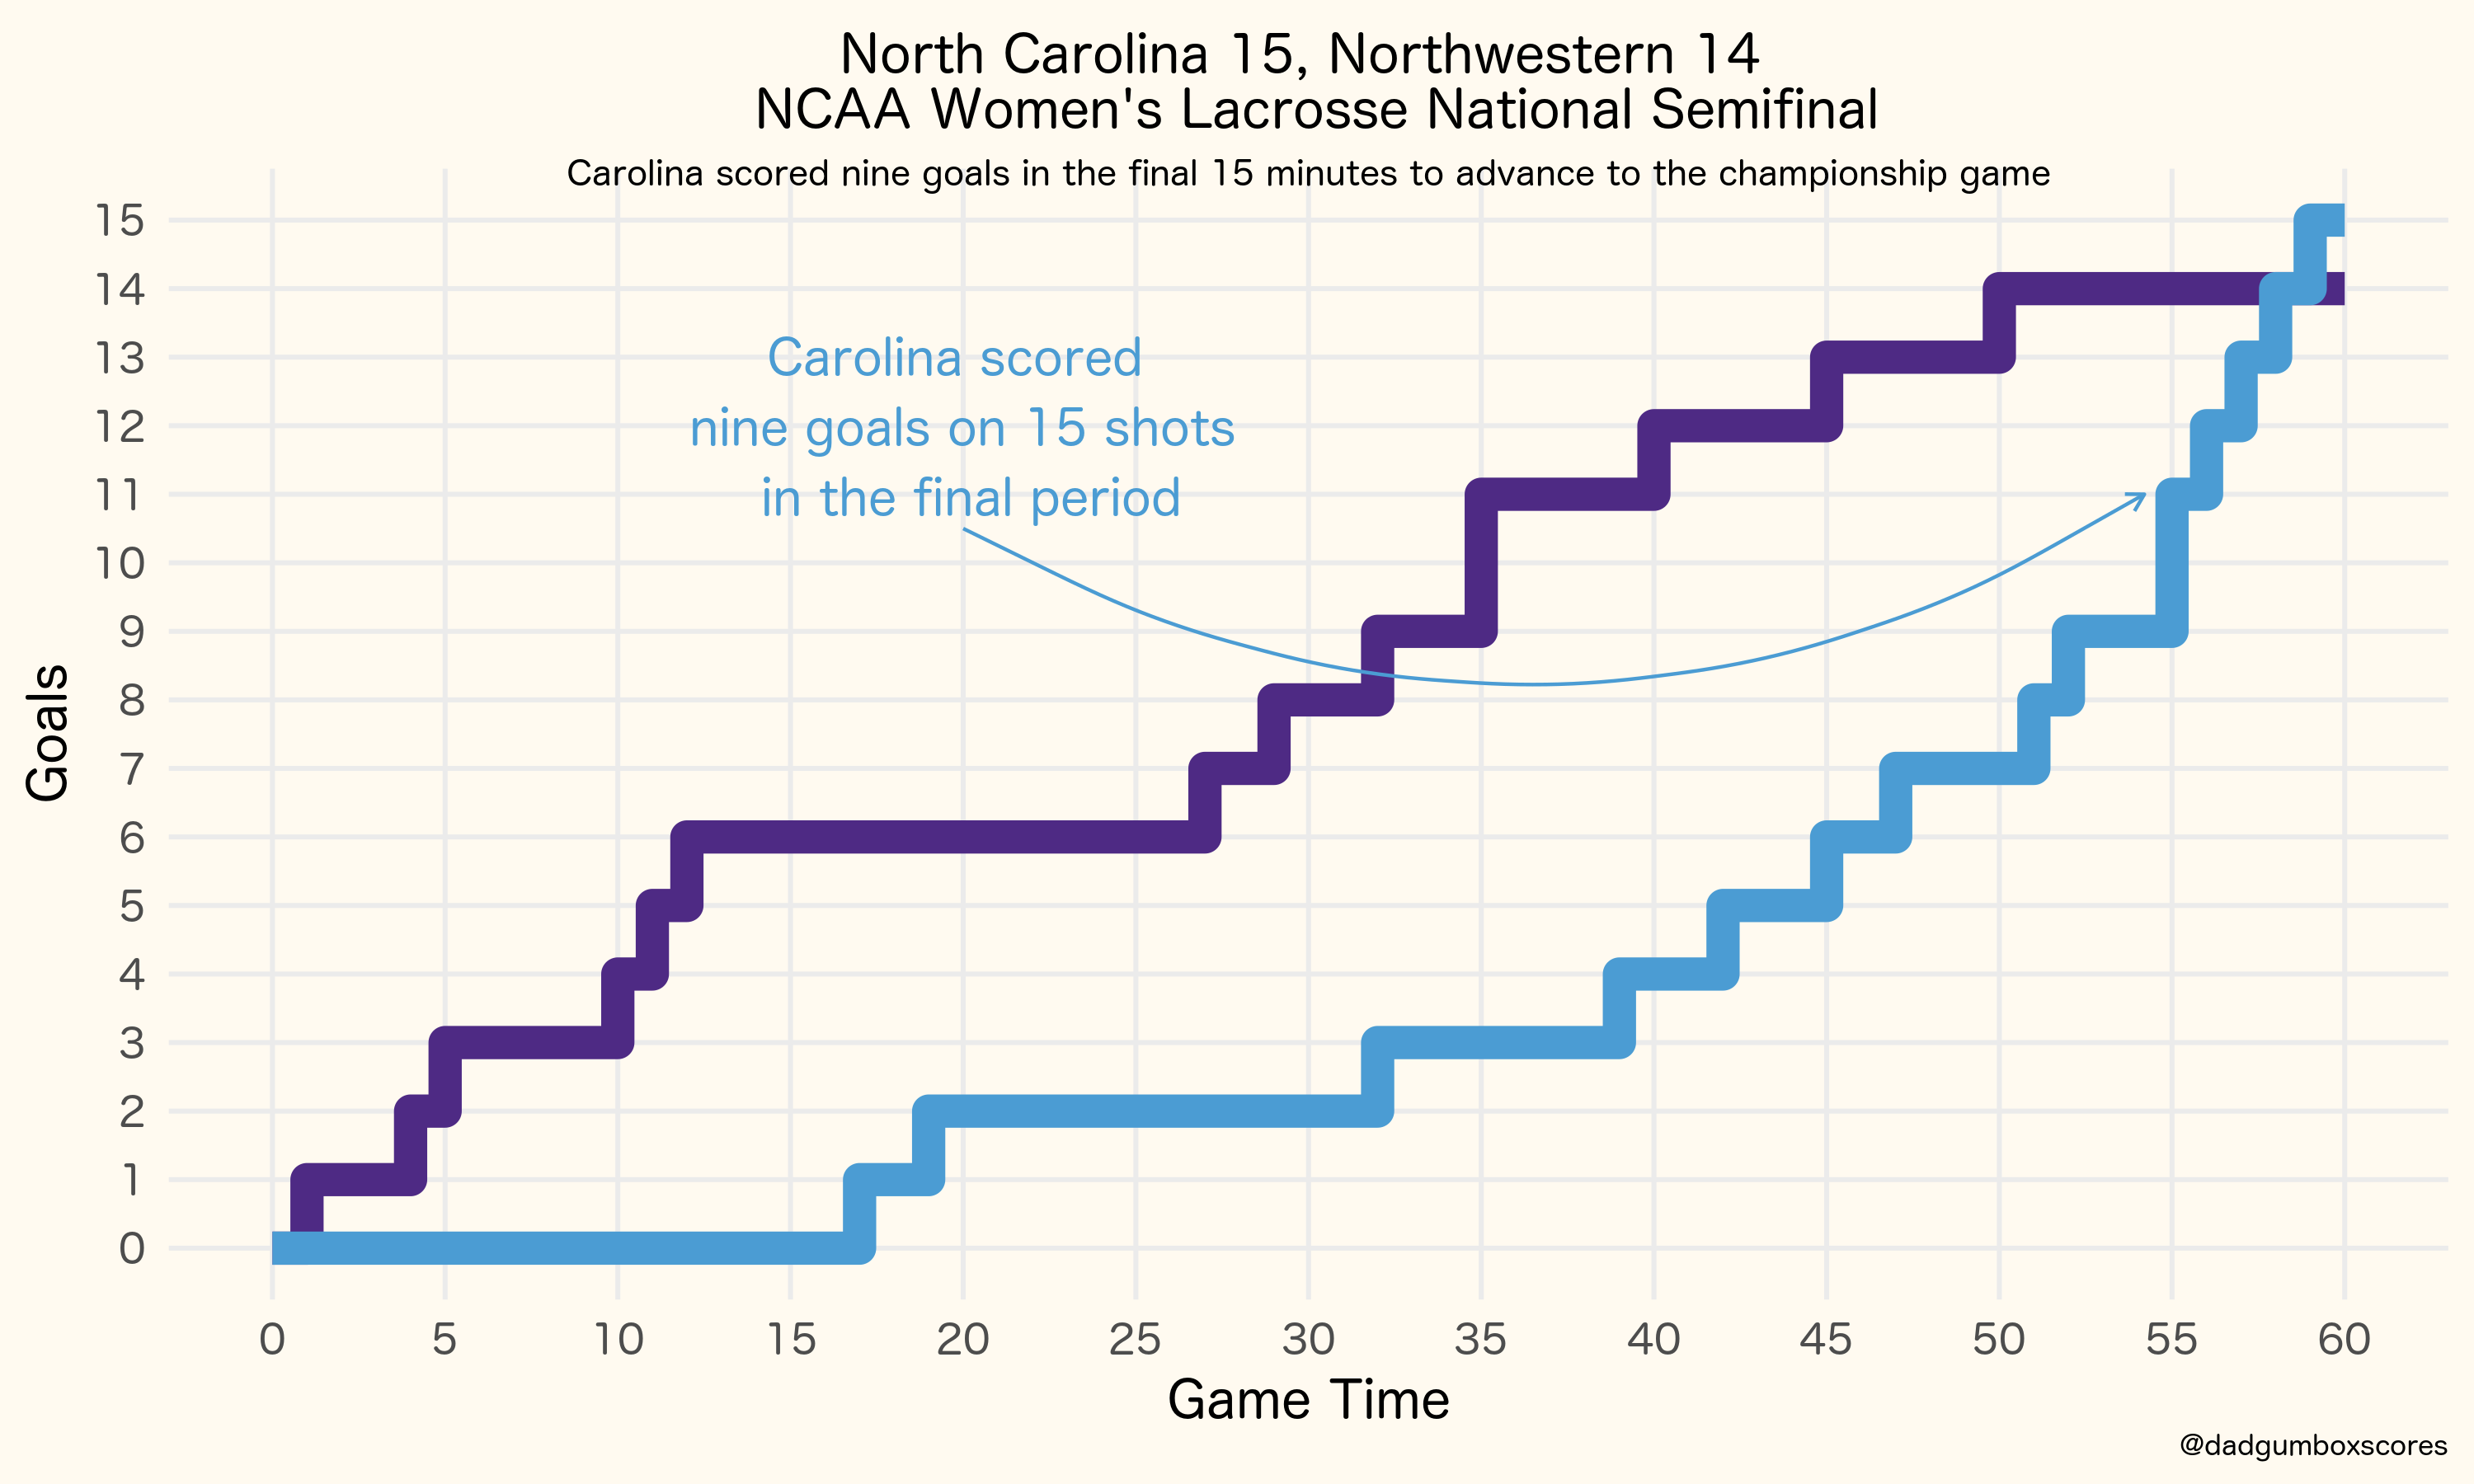 North Carolina 15, Northwestern 14
NCAA Women's Lacrosse National Semifinal
Carolina scored nine goals in the final 15 minutes to advance to the championship game
15
14
13
12
11
10
9
8
7
6
5
4
3
2
1
0
Goals
Carolina scored
nine goals on 15 shots
in the final period
0 5 10 15 20 25 30 35 40 45 50 55 60
Game Time
@dadgumboxscores